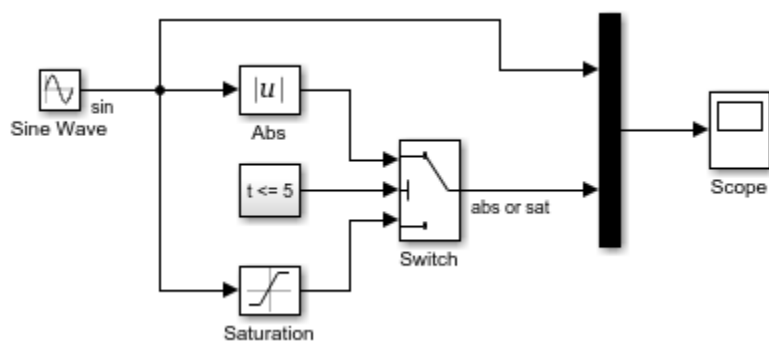 sin
Sine Wave
|u|
Abs
t <= 5
abs or sat
Switch
Saturation
Scope